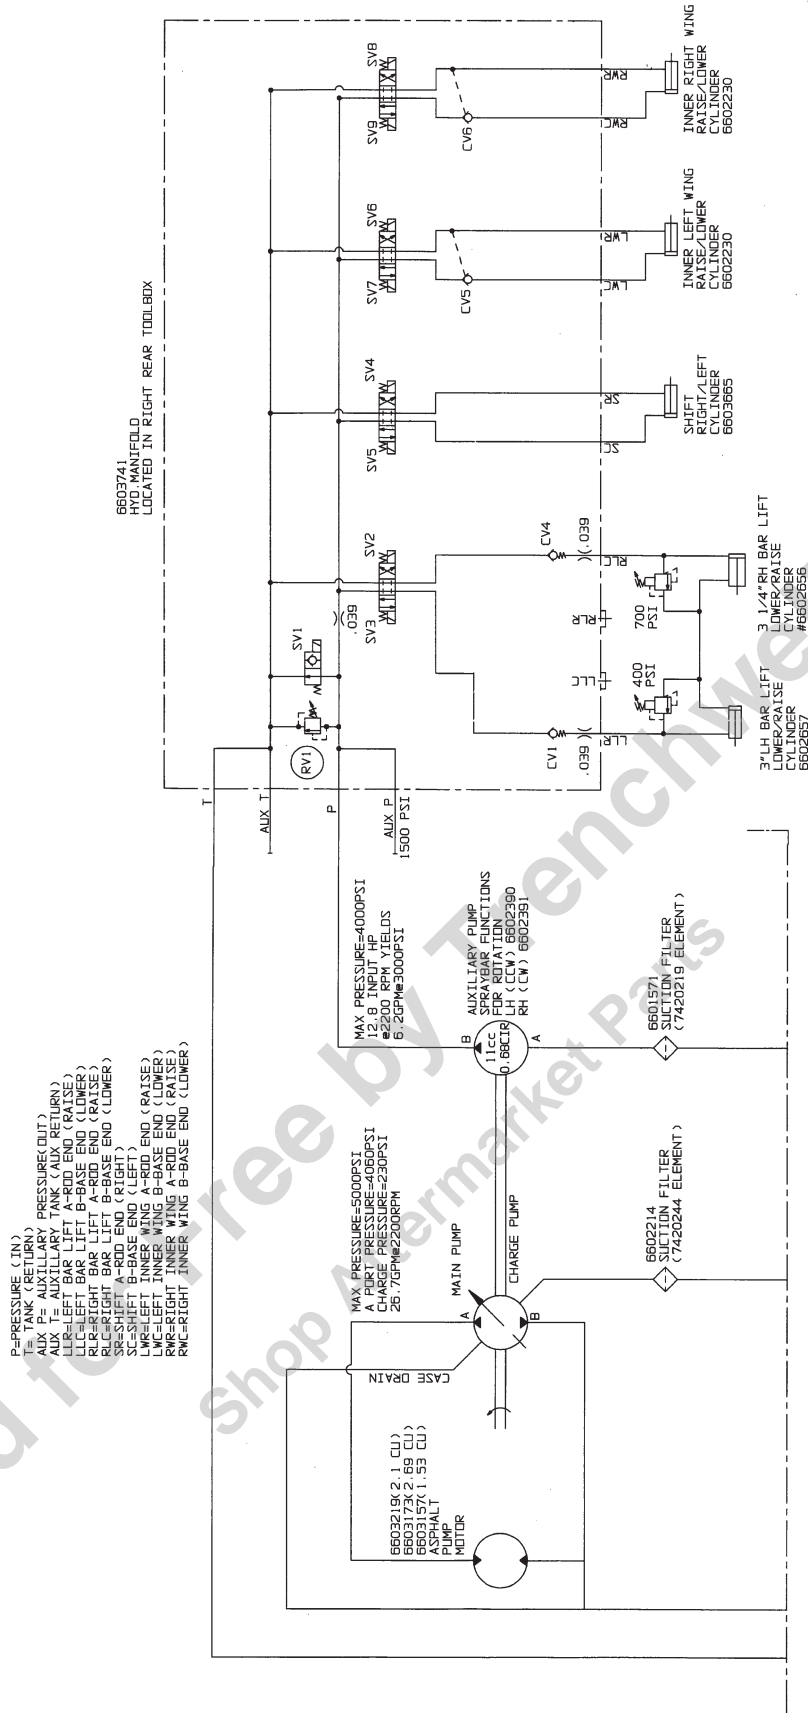 P=PRESSURE (IN)
T= TANK (RETURN)
AUX P= AUXILLARY PRESSURE(OUT)
AUX T= AUXILLARY TANK (AUX RETURN)
LLR=LEFT BAR LIFT A-ROD END (RAISE)
LLC=LEFT BAR LIFT B-BASE END (LOWER)
RLR=RIGHT BAR LIFT A-ROD END (RAISE)
RLC=RIGHT BAR LIFT B-BASE END (LOWER)
SR=SHIFT A-ROD END (RIGHT)
SC=SHIFT B-BASE END (LEFT)
LWR=LEFT INNER WING A-ROD END (RAISE)
LWC=LEFT INNER WING B-BASE END (LOWER)
RWR=RIGHT INNER WING A-ROD END (RAISE)
RWC=RIGHT INNER WING B-BASE END (LOWER)
6603741
HYD.MANIFOLD
LOCATED IN RIGHT REAR TOOLBOX
T
AUX T
P
AUX P
1500 PSI
RV1
SV1
.039
SV3
SV2
SV5
SV4
SV7
SV6
SV9
SV8
CV1
.039
CV4
.039
CV5
CV6
LLR
LLC
RLR
RLC
SC
SR
LWC
LWR
RWC
RWR
400
PSI
700
PSI
3"LH BAR LIFT
LOWER/RAISE
CYLINDER
6602657
3 1/4"RH BAR LIFT
LOWER/RAISE
CYLINDER
#6602656
SHIFT
RIGHT/LEFT
CYLINDER
6603665
INNER LEFT WING
RAISE/LOWER
CYLINDER
6602230
INNER RIGHT WING
RAISE/LOWER
CYLINDER
6602230
MAX PRESSURE=5000PSI
A PORT PRESSURE=4060PSI
CHARGE PRESSURE=230PSI
26.7GPM@2200RPM
MAX PRESSURE=4000PSI
12.8 INPUT HP
@2200 RPM YIELDS
6.2GPM@3000PSI
CASE DRAIN
6603219(2.1 CU)
6603173(2.69 CU)
6603157(1.53 CU)
ASPHALT
PUMP
MOTOR
MAIN PUMP
A
B
CHARGE PUMP
B
11cc
0.68CIR
A
AUXILIARY PUMP
SPRAYBAR FUNCTIONS
FOR ROTATION
LH (CCW) 6602390
RH (CW) 6602391
6602214
SUCTION FILTER
(7420244 ELEMENT)
6601571
SUCTION FILTER
(7420219 ELEMENT)
for Free by Trenchwe
Shop Aftermarket Parts